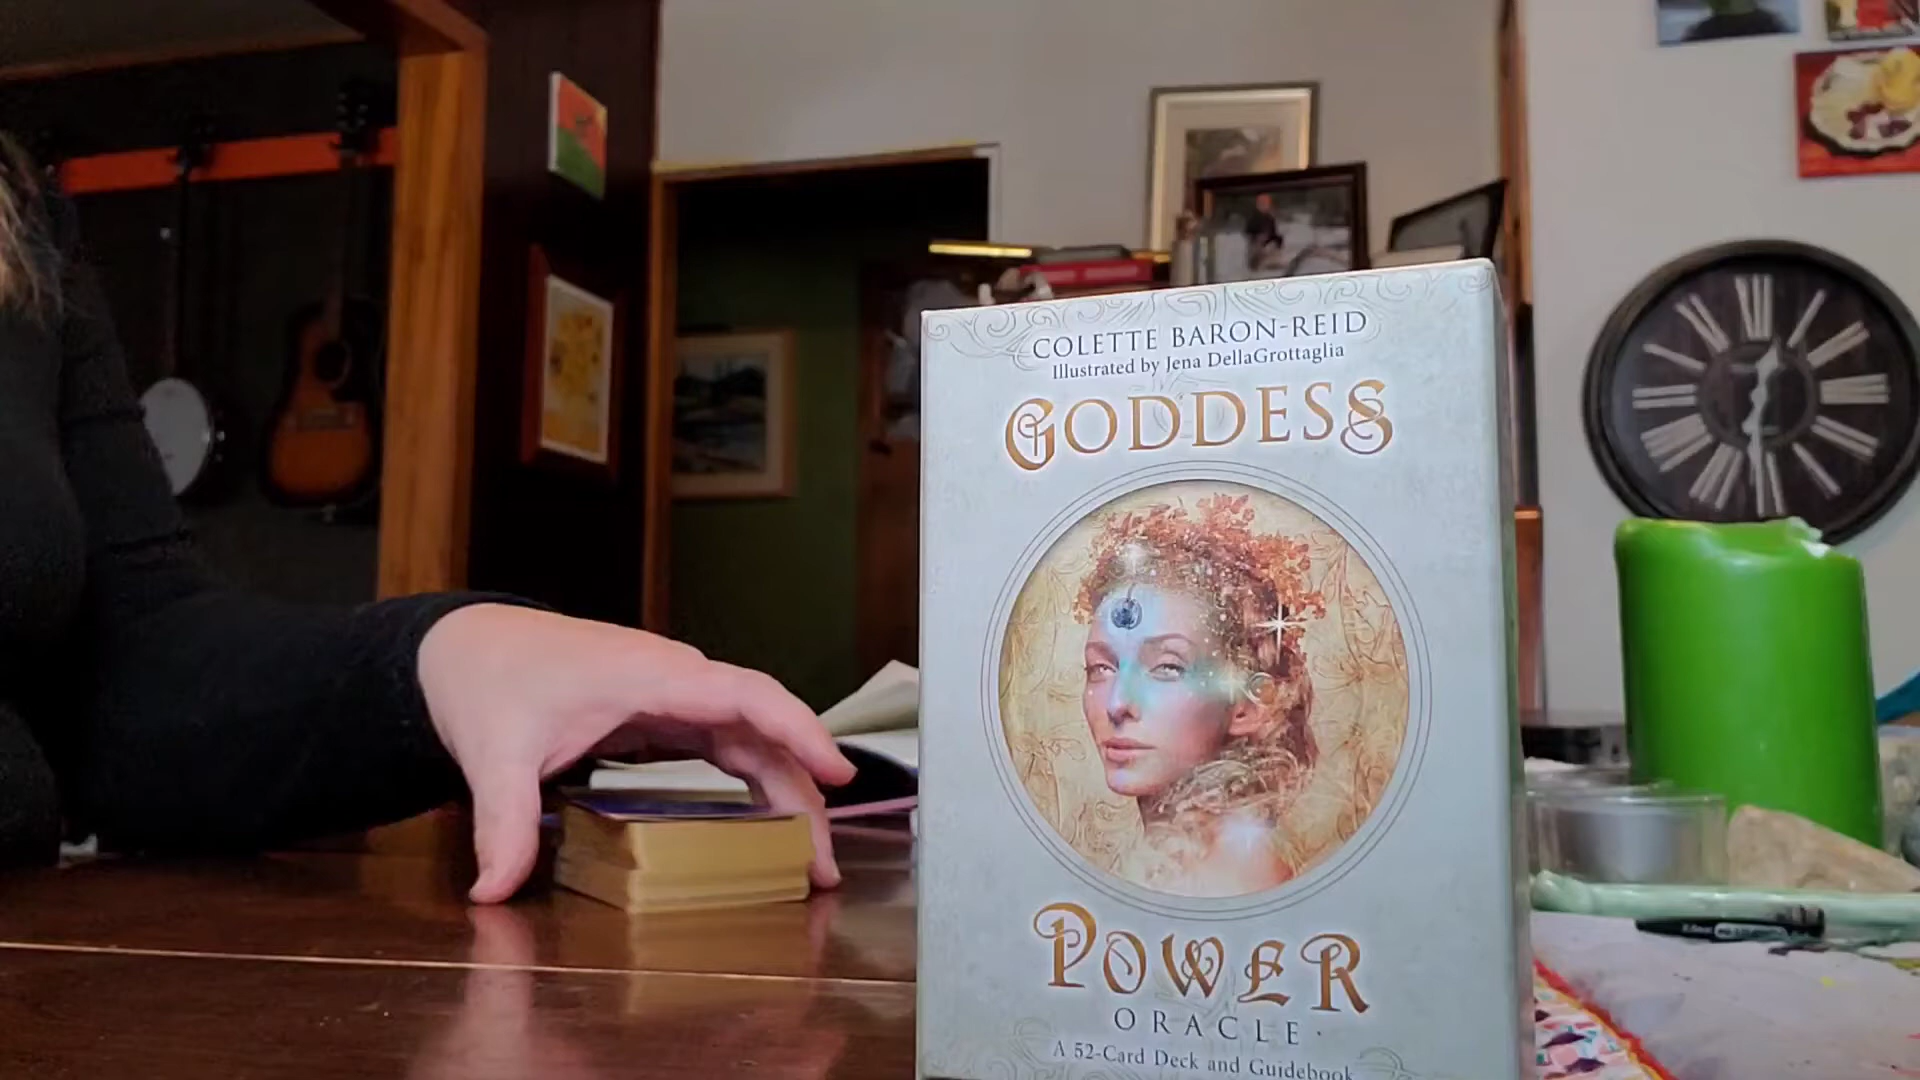 COLETTE BARON-REID
Illustrated by Jena DellaGrottaglia
GODDESS
POWER
ORACLE
A 52-Card Deck and Guidebook